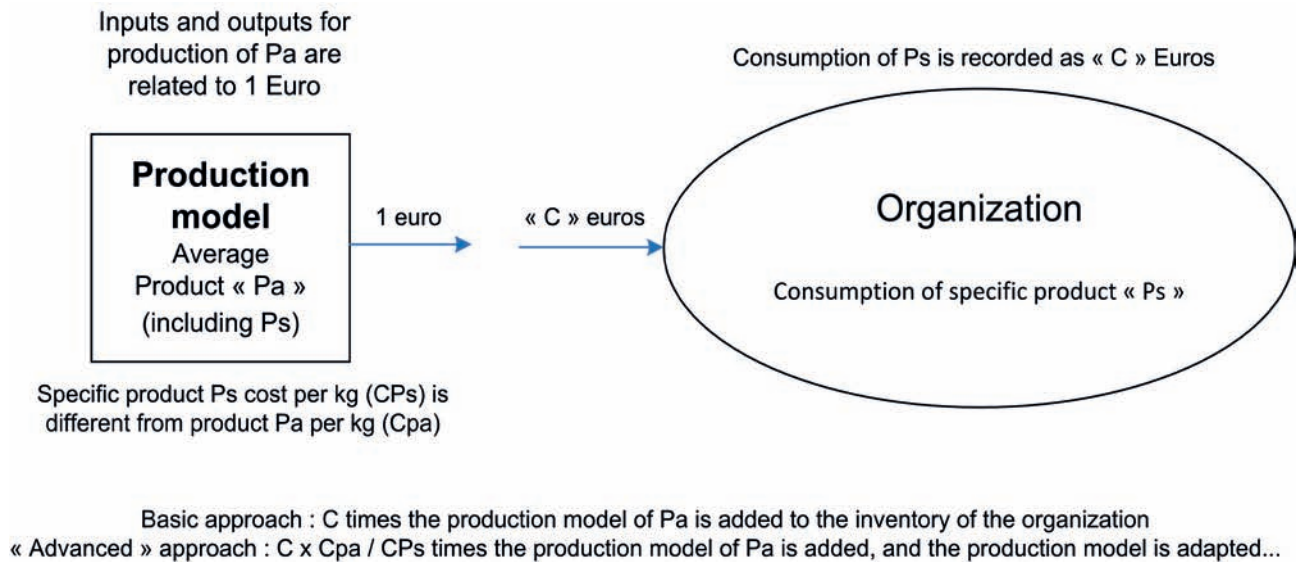 Inputs and outputs for
production of Pa are
related to 1 Euro
Consumption of Ps is recorded as « C » Euros
Production
model
Average
Product « Pa »
(including Ps)
1 euro
« C » euros
Organization
Consumption of specific product « Ps »
Specific product Ps cost per kg (CPs) is
different from product Pa per kg (Cpa)
Basic approach : C times the production model of Pa is added to the inventory of the organization
« Advanced » approach : C x Cpa / CPs times the production model of Pa is added, and the production model is adapted...